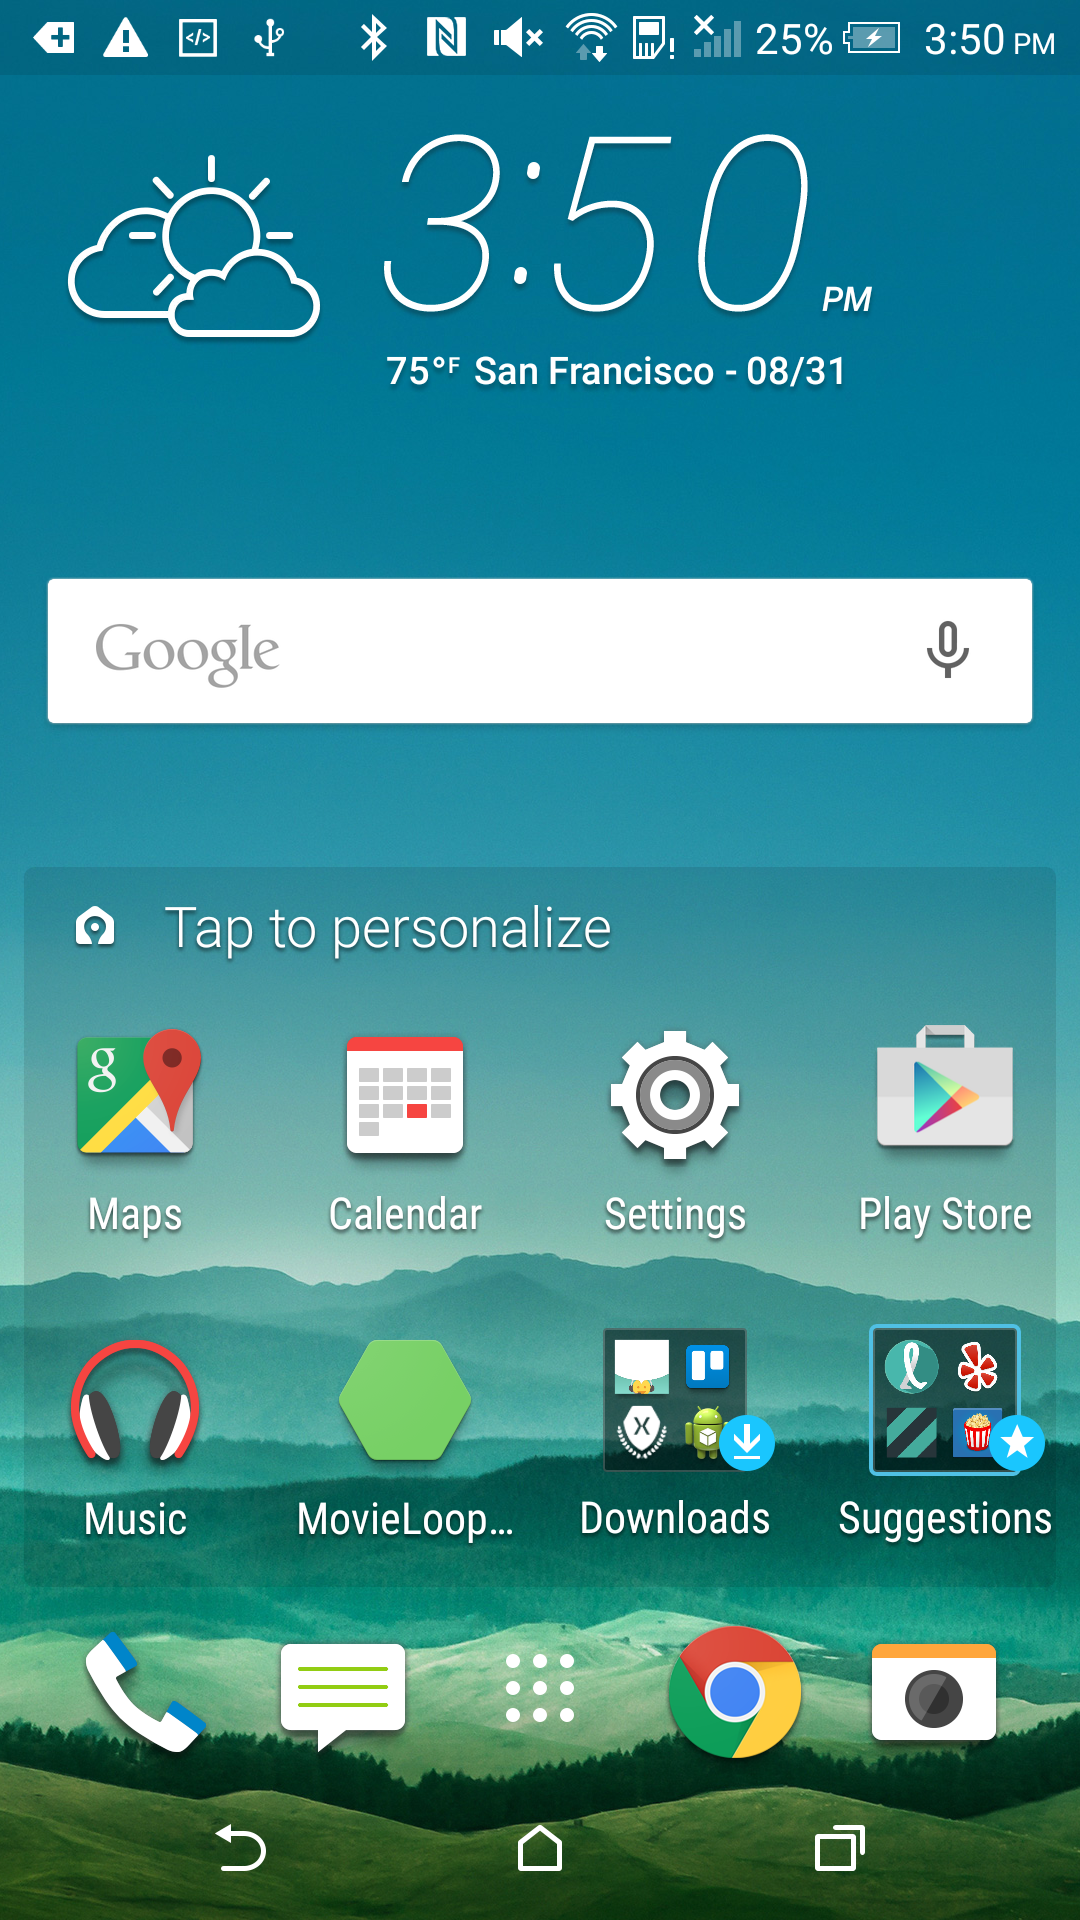 25% 3:50 PM
3:50 PM
75°F San Francisco - 08/31
Google
Tap to personalize
g
Maps Calendar Settings Play Store
Music MovieLoop... Downloads Suggestions